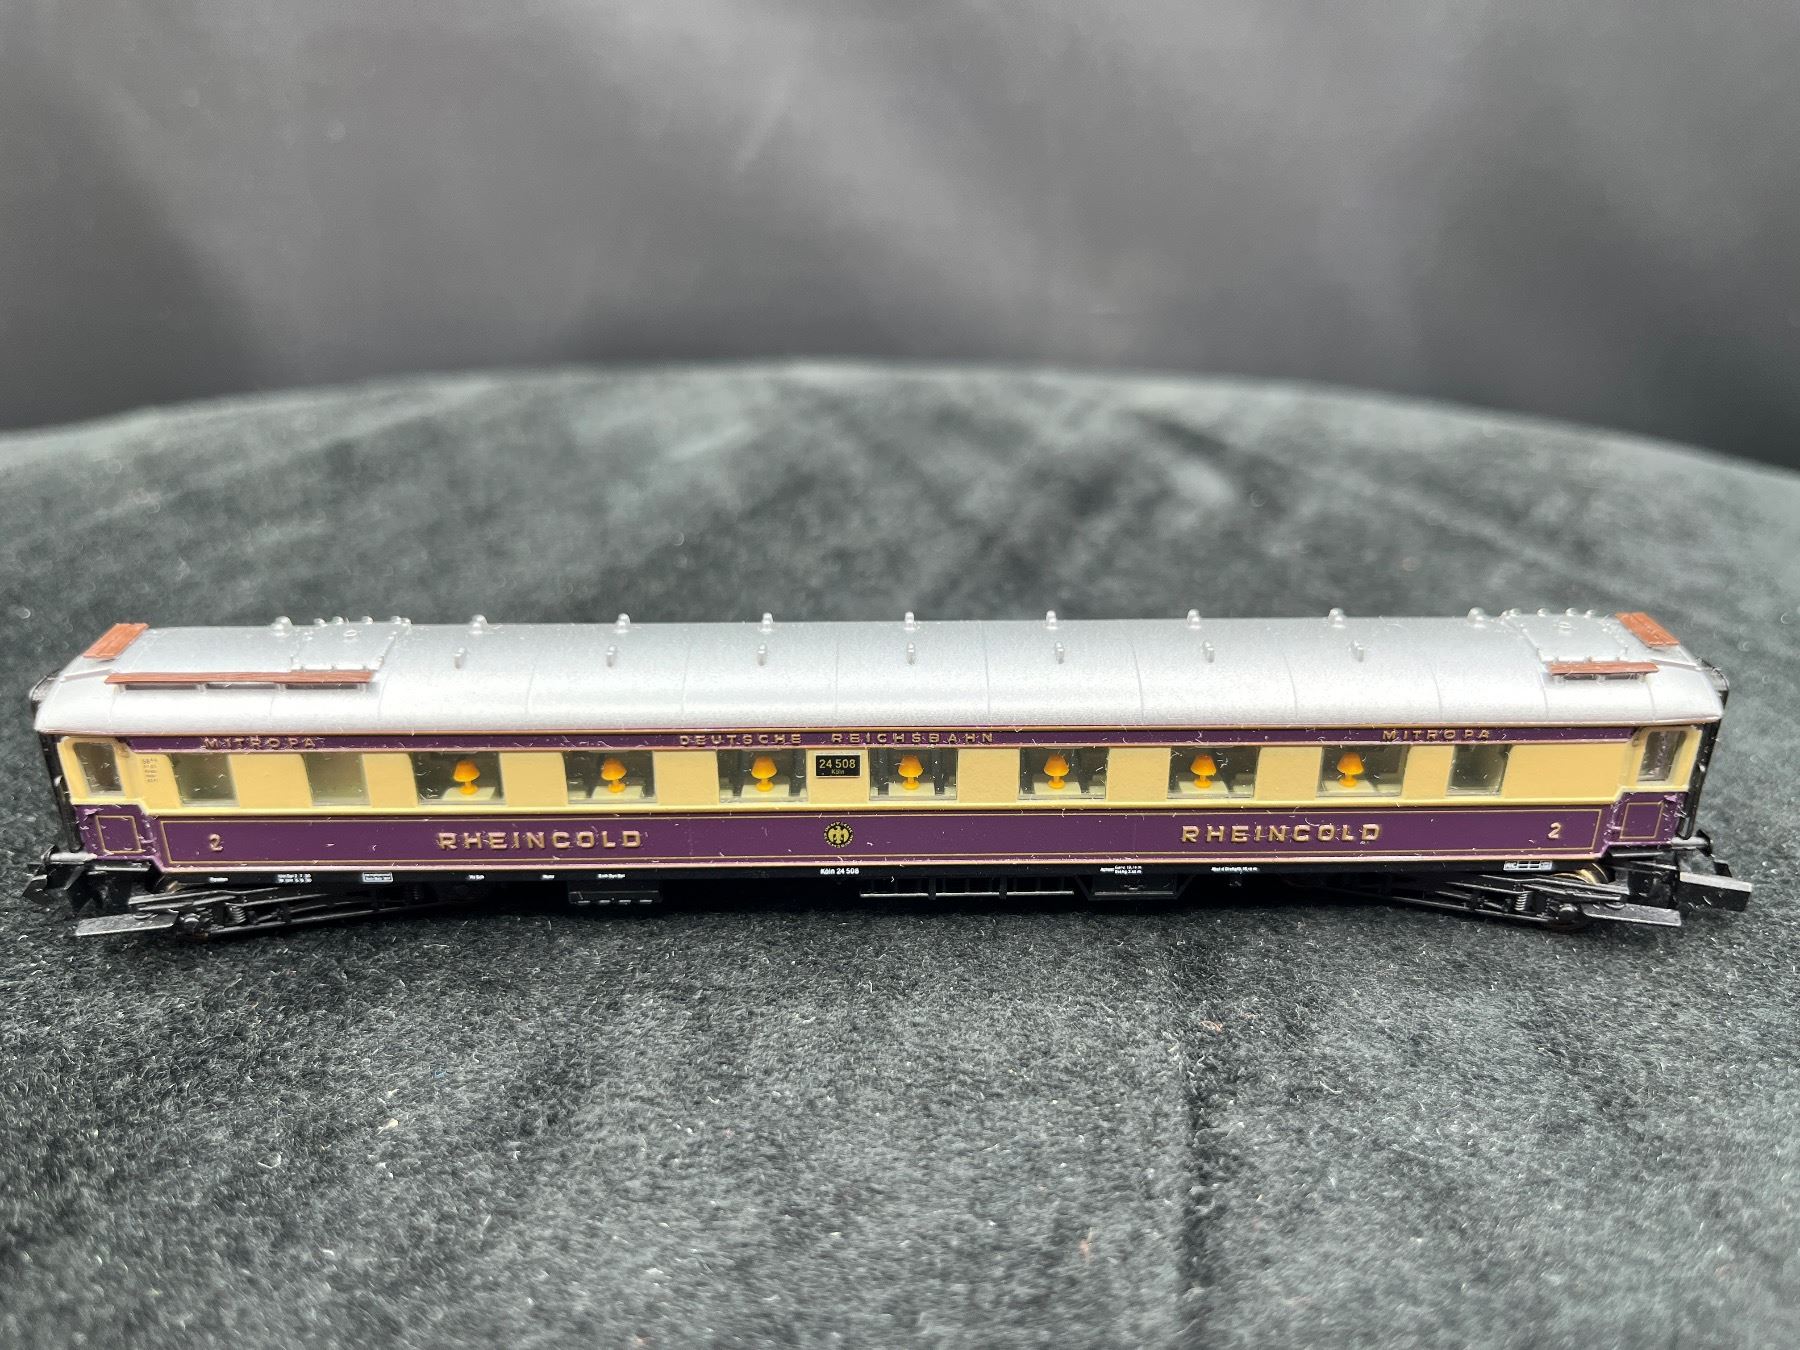 MITROPA DEUTSCHE REICHSBAHN MITROPA
24 508
Köln
2 RHEINGOLD RHEINGOLD 2
Köln 24 508